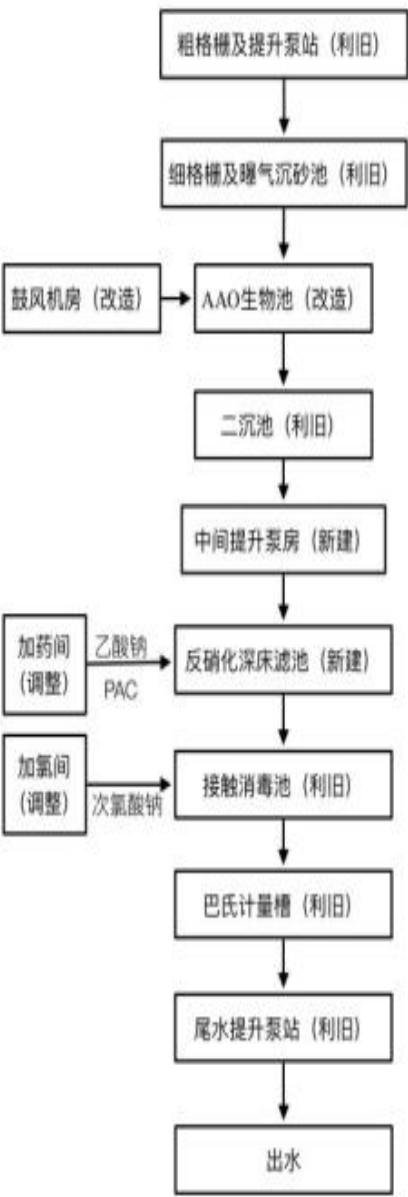 粗格栅及提升泵站（利旧）
细格栅及曝气沉砂池（利旧）
鼓风机房（改造）
AAO生物池（改造）
二沉池（利旧）
中间提升泵房（新建）
加药间
（调整）
乙酸钠
PAC
反硝化深床滤池（新建）
加氯间
（调整）
次氯酸钠
接触消毒池（利旧）
巴氏计量槽（利旧）
尾水提升泵站（利旧）
出水